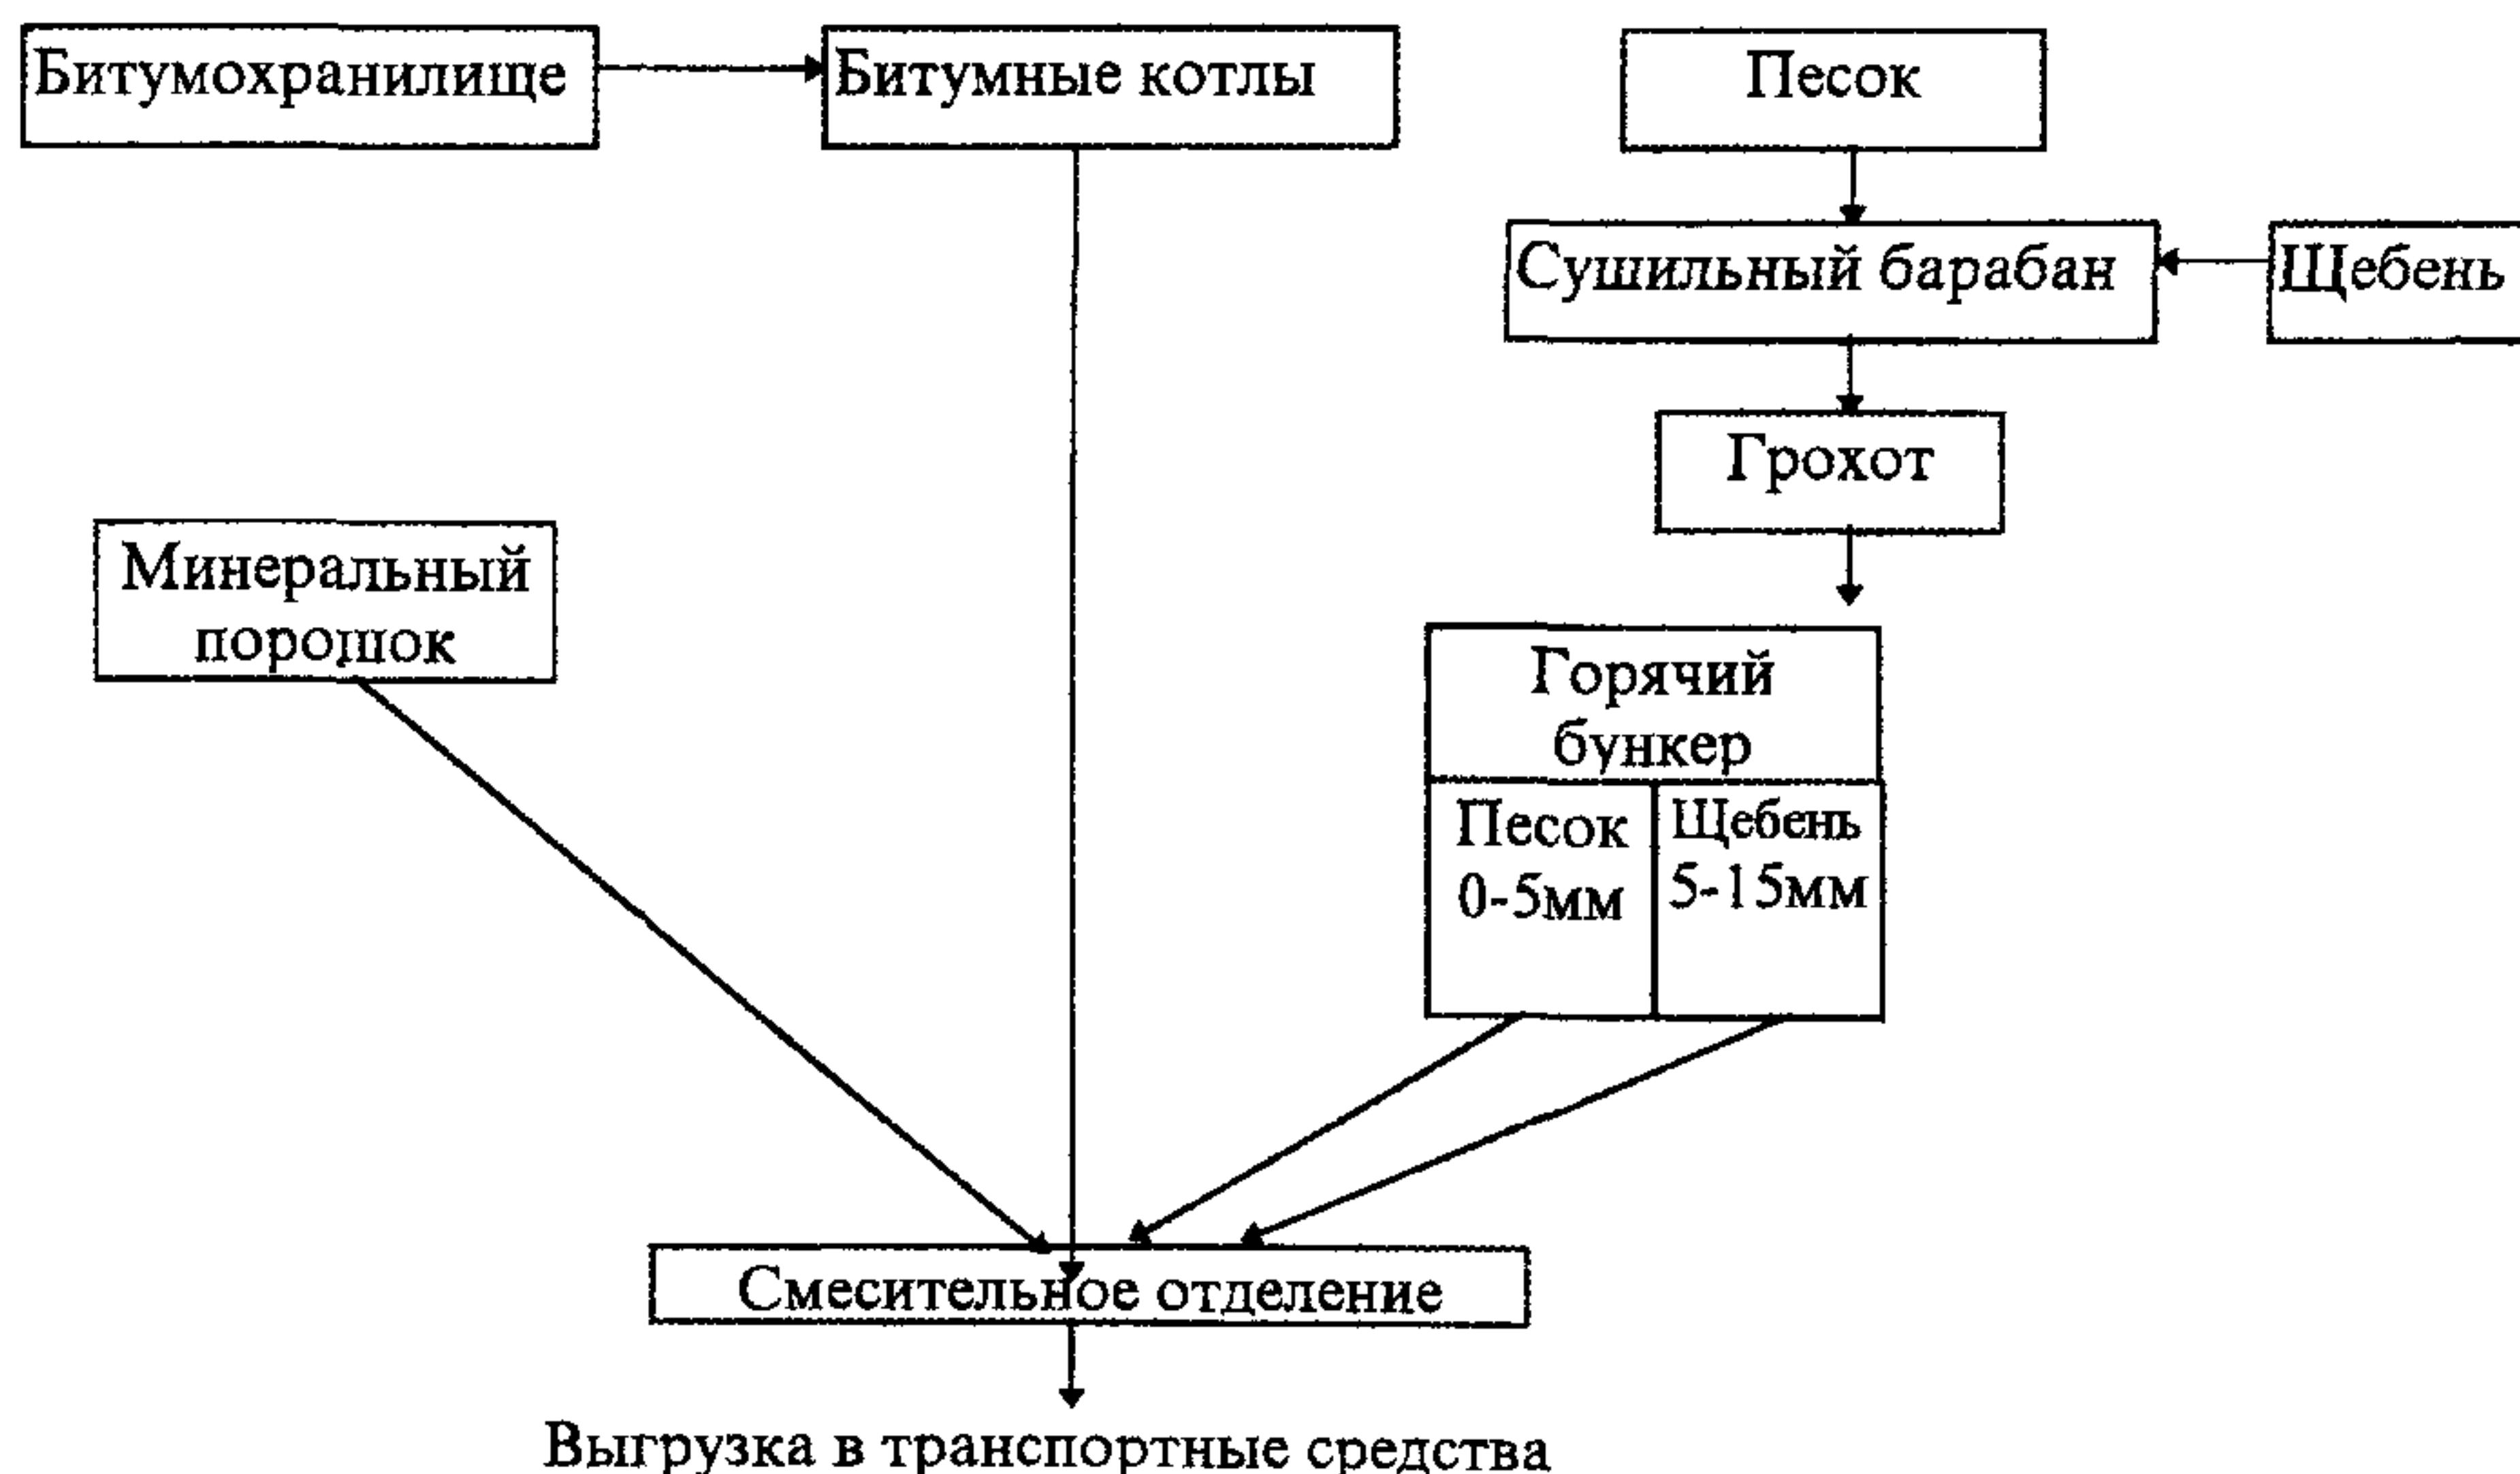 Битумохранилище
Битумные котлы
Песок
Сушильный барабан
Щебень
Грохот
Минеральный
порошок
Горячий
бункер
Песок
0-5мм
Щебень
5-15мм
Смесительное отделение
Выгрузка в транспортные средства